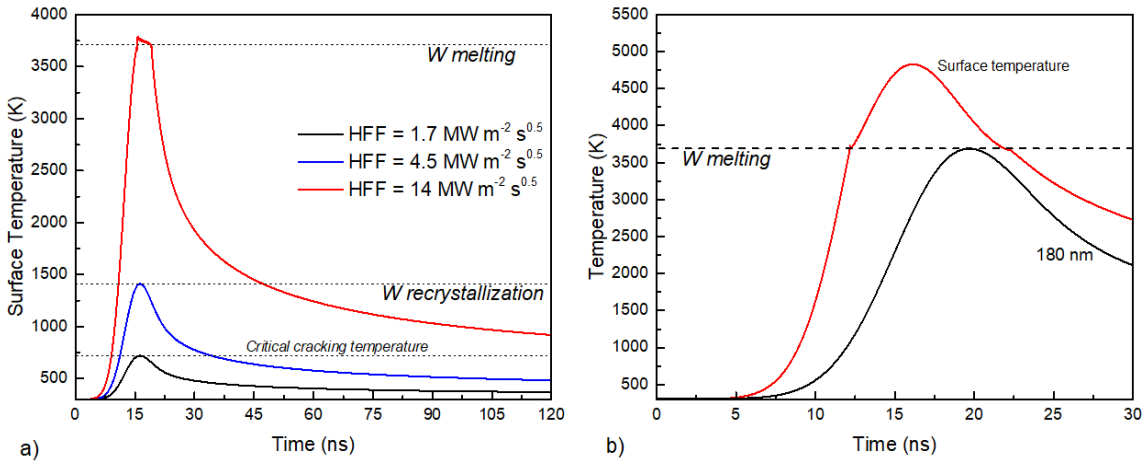 4000
3500
3000
2500
2000
1500
1000
500
Surface Temperature (K)
W melting
HFF = 1.7 MW m-2 s0.5
HFF = 4.5 MW m-2 s0.5
HFF = 14 MW m-2 s0.5
W recrystallization
Critical cracking temperature
0 15 30 45 60 75 90 105 120
Time (ns)
a)
5500
5000
4500
4000
3500
3000
2500
2000
1500
1000
500
Temperature (K)
Surface temperature
W melting
180 nm
0 5 10 15 20 25 30
Time (ns)
b)